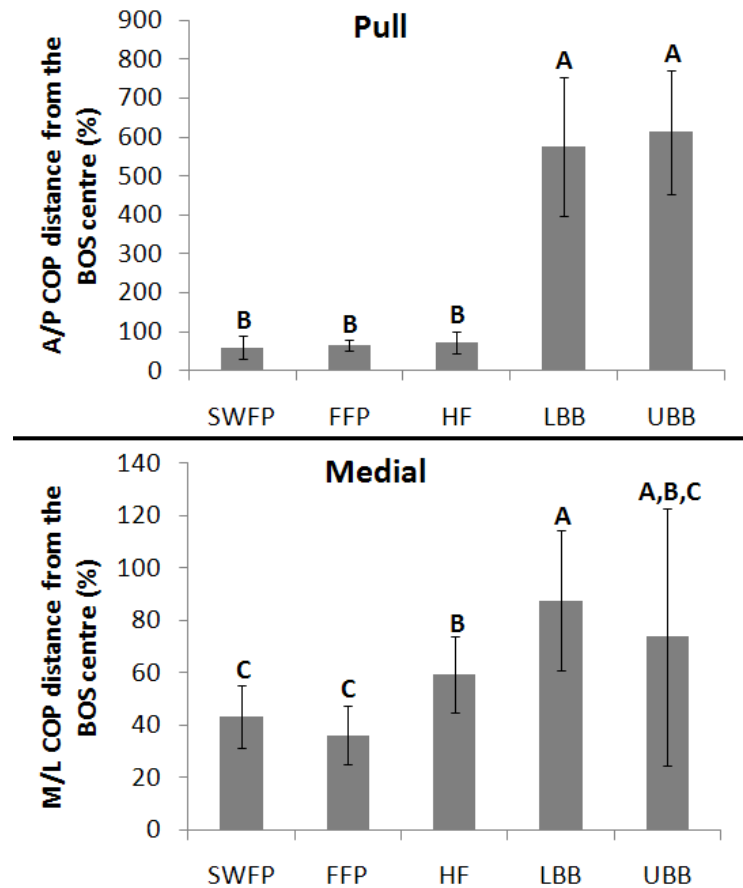 Pull
A/P COP distance from the
BOS centre (%)
900
800
700
600
500
400
300
200
100
0
B
B
B
A
A
SWFP FFP HF LBB UBB
Medial
M/L COP distance from the
BOS centre (%)
140
120
100
80
60
40
20
0
C
C
B
A
A,B,C
SWFP FFP HF LBB UBB